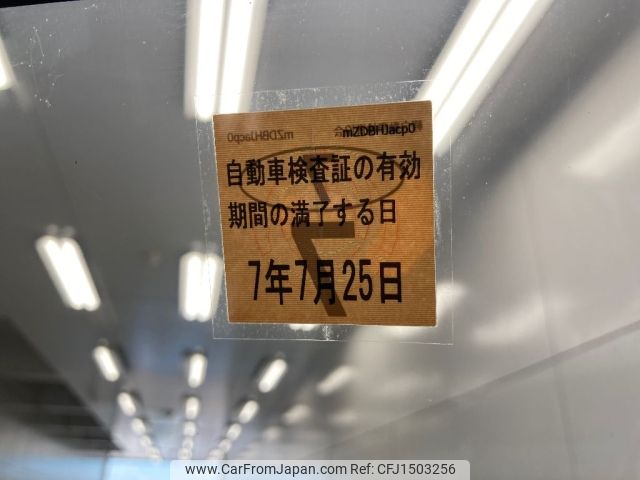 mZDBHJacp0
自動車検査証の有効
期間の満了する日
7年7月25日
www.CarFromJapan.com - CFJ1503256